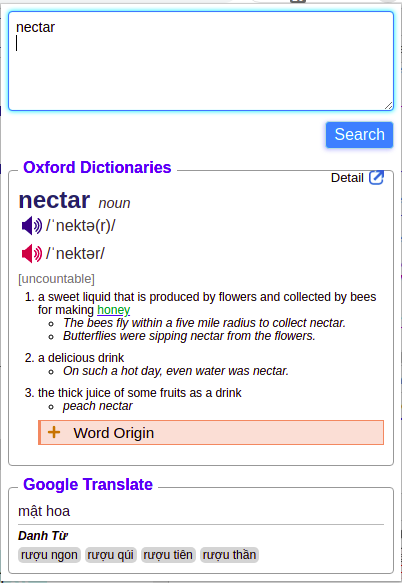 nectar
Search
Oxford Dictionaries
Detail
nectar noun
/ˈnektə(r)/
/ˈnektər/
[uncountable]
1. a sweet liquid that is produced by flowers and collected by bees
for making honey
The bees fly within a five mile radius to collect nectar.
Butterflies were sipping nectar from the flowers.
2. a delicious drink
On such a hot day, even water was nectar.
3. the thick juice of some fruits as a drink
peach nectar
+ Word Origin
Google Translate
mật hoa
Danh Từ
rượu ngon rượu qúi rượu tiên rượu thần